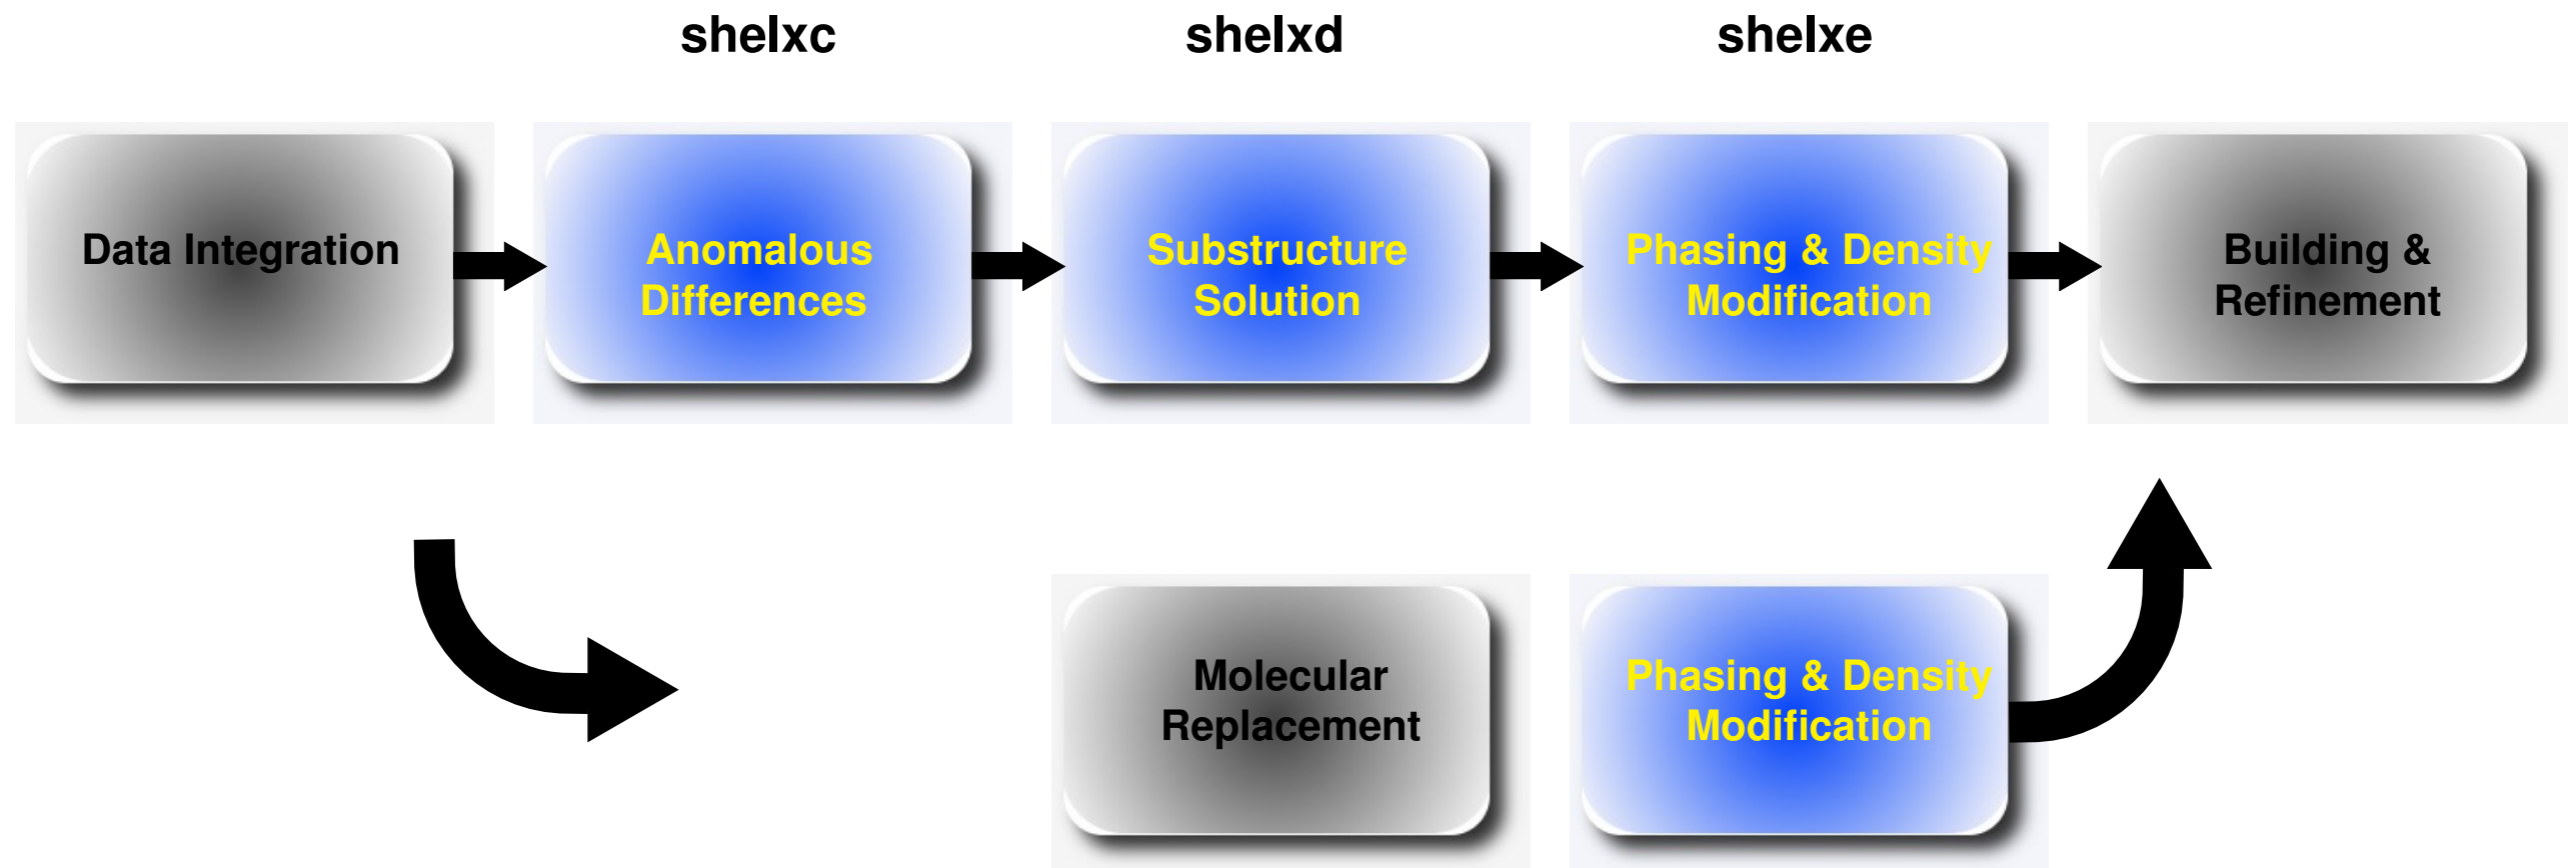 shelxc
shelxd
shelxe
Data Integration
Anomalous
Differences
Substructure
Solution
Phasing & Density
Modification
Building &
Refinement
Molecular
Replacement
Phasing & Density
Modification